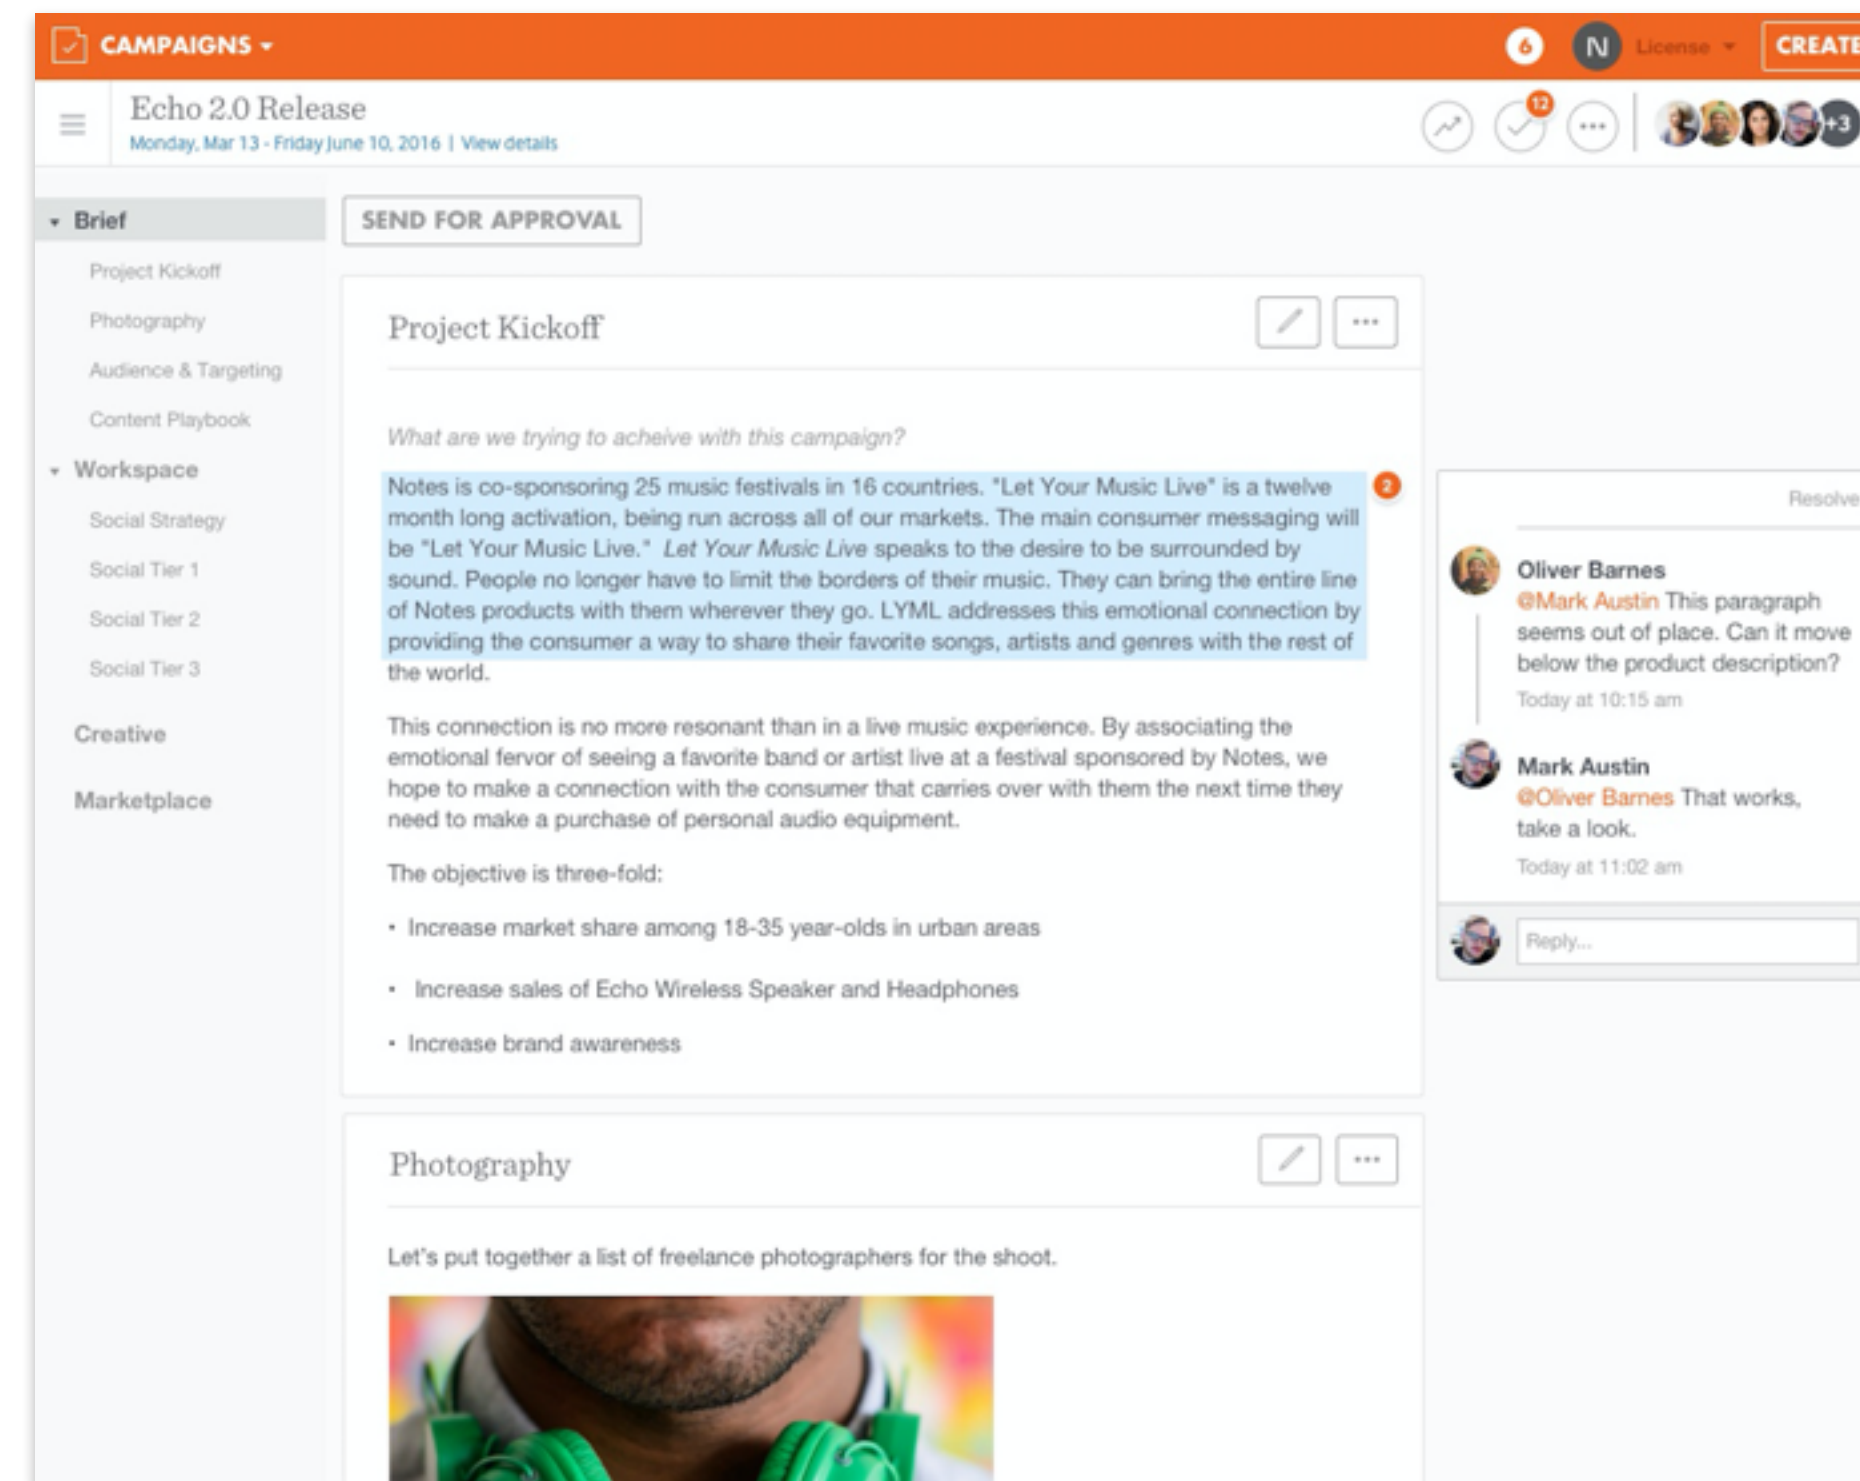 CAMPAIGNS
6
N
License
CREATE
Echo 2.0 Release
Monday, Mar 13 - Friday June 10, 2016 | View details
12
+3
Brief
Project Kickoff
Photography
Audience & Targeting
Content Playbook
Workspace
Social Strategy
Social Tier 1
Social Tier 2
Social Tier 3
Creative
Marketplace
SEND FOR APPROVAL
Project Kickoff
What are we trying to acheive with this campaign?
Notes is co-sponsoring 25 music festivals in 16 countries. "Let Your Music Live" is a twelve
month long activation, being run across all of our markets. The main consumer messaging will
be "Let Your Music Live." Let Your Music Live speaks to the desire to be surrounded by
sound. People no longer have to limit the borders of their music. They can bring the entire line
of Notes products with them wherever they go. LYML addresses this emotional connection by
providing the consumer a way to share their favorite songs, artists and genres with the rest of
the world.
2
This connection is no more resonant than in a live music experience. By associating the
emotional fervor of seeing a favorite band or artist live at a festival sponsored by Notes, we
hope to make a connection with the consumer that carries over with them the next time they
need to make a purchase of personal audio equipment.
The objective is three-fold:
• Increase market share among 18-35 year-olds in urban areas
• Increase sales of Echo Wireless Speaker and Headphones
• Increase brand awareness
Resolve
Oliver Barnes
@Mark Austin This paragraph
seems out of place. Can it move
below the product description?
Today at 10:15 am
Mark Austin
@Oliver Barnes That works,
take a look.
Today at 11:02 am
Reply...
Photography
Let's put together a list of freelance photographers for the shoot.